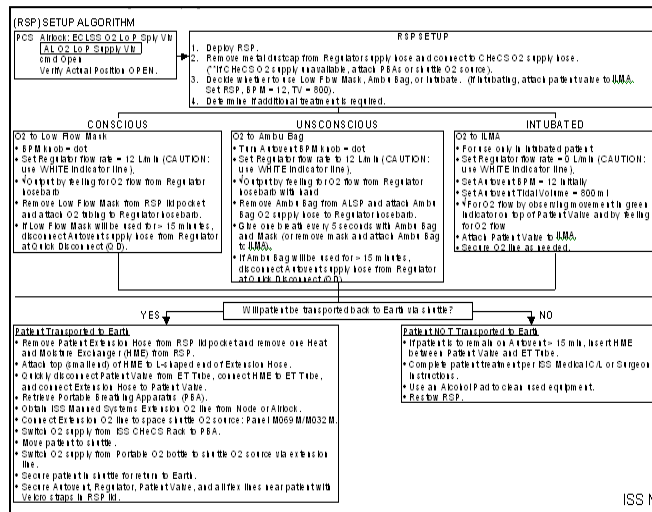 (RSP) SETUP ALGORITHM
PCS Airlock: ECLSS O2 Lo P Sply Vlv
AL O2 Lo P Supply Vlv
cmd Open
Verify Actual Position OPEN.
RSP SETUP
1. Deploy RSP.
2. Remove metal dustcap from Regulator supply hose and connect to CHeCS O2 supply hose.
(**If CHeCS O2 supply unavailable, attach PBAs or shuttle O2 source).
3. Decide whether to use Low Flow Mask, Ambu Bag, or Intubate. (If Intubating, attach patient valve to ILMA.
Set RSP, BPM = 12, TV = 800).
4. Determine if additional treatment is required.
CONSCIOUS
O2 to Low Flow Mask
• BPM knob = dot
• Set Regulator flow rate = 12 L/min (CAUTION:
use WHITE indicator line),
• √Output by feeling for O2 flow from Regulator
hosebarb
• Remove Low Flow Mask from RSP lid pocket
and attach O2 tubing to Regulator hosebarb.
• If Low Flow Mask will be used for > 15 minutes,
disconnect Autovent supply hose from Regulator
at Quick Disconnect (QD).
UNSCONSCIOUS
O2 to Ambu Bag
• Turn Autovent BPM knob = dot
• Set Regulator flow rate to 12 L/min (CAUTION:
use WHITE indicator line),
• √Output by feeling for O2 flow from Regulator
hosebarb with hand
• Remove Ambu Bag from ALSP and attach Ambu
Bag O2 supply hose to Regulator hosebarb.
• Give one breath every 5 seconds with Ambu Bag
and Mask (or remove mask and attach Ambu Bag
to ILMA).
• If Ambu Bag will be used for > 15 minutes,
disconnect Autovent supply hose from Regulator
at Quick Disconnect (QD).
INTUBATED
O2 to ILMA
• For use only in intubated patient
• Set Regulator flow rate = 0 L/min (CAUTION:
use WHITE indicator line),
• Set Autovent BPM = 12 initially
• Set Autovent Tidal Volume = 800 ml
• √For O2 flow by observing movement in green
indicator on top of Patient Valve and by feeling
for O2 flow
• Attach Patient Valve to ILMA.
• Secure O2 line as needed.
Will patient be transported back to Earth via shuttle?
YES
NO
Patient Transported to Earth
• Remove Patient Extension Hose from RSP lid pocket and remove one Heat
and Moisture Exchanger (HME) from RSP.
• Attach top (small end) of HME to L-shaped end of Extension Hose.
• Quickly disconnect Patient Valve from ET Tube, connect HME to ET Tube,
and connect Extension Hose to Patient Valve.
• Retrieve Portable Breathing Apparatus (PBA).
• Obtain ISS Manned Systems Extension O2 line from Node or Airlock.
• Connect Extension O2 line to space shuttle O2 source: Panel M069M/M032M.
• Switch O2 supply from ISS CHeCS Rack to PBA.
• Move patient to shuttle.
• Switch O2 supply from Portable O2 bottle to shuttle O2 source via extension
line.
• Secure patient in shuttle for return to Earth.
• Secure Autovent, Regulator, Patient Valve, and all flex lines near patient with
Velcro straps in RSP lid.
Patient NOT Transported to Earth
• If patient is to remain on Autovent > 15 min, insert HME
between Patient Valve and ET Tube.
• Complete patient treatment per ISS Medical C/L or Surgeon
instructions.
• Use an Alcohol Pad to clean used equipment.
• Restow RSP.
ISS M